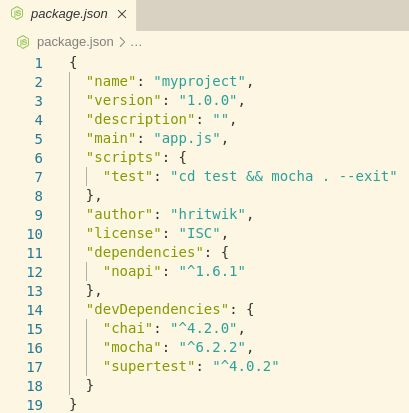 package.json ×
package.json > ...
1 {
2   "name": "myproject",
3   "version": "1.0.0",
4   "description": "",
5   "main": "app.js",
6   "scripts": {
7     "test": "cd test && mocha . --exit"
8   },
9   "author": "hritwik",
10   "license": "ISC",
11   "dependencies": {
12     "noapi": "^1.6.1"
13   },
14   "devDependencies": {
15     "chai": "^4.2.0",
16     "mocha": "^6.2.2",
17     "supertest": "^4.0.2"
18   }
19 }